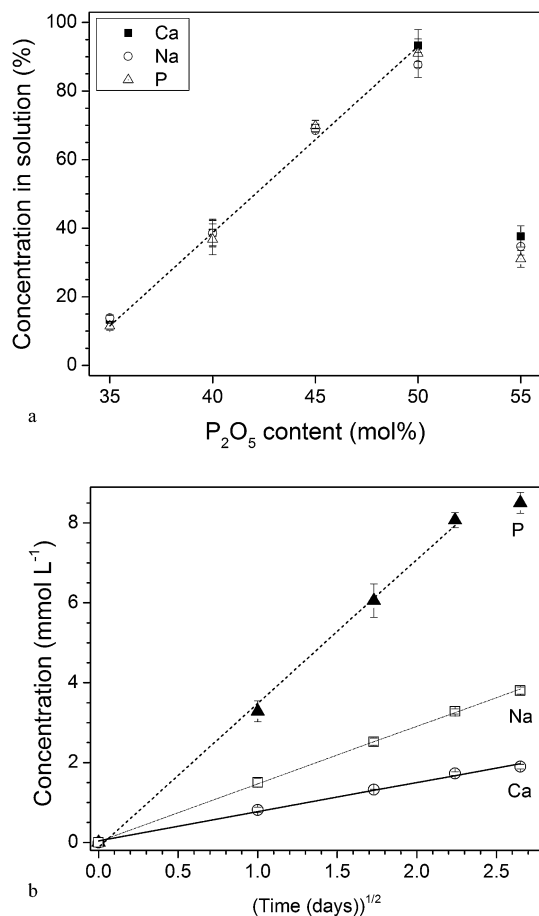 Ca
Na
P
100
80
60
40
20
0
Concentration in solution (%)
35 40 45 50 55
a
P₂O₅ content (mol%)
8
6
4
2
0
Concentration (mmol L⁻¹)
P
Na
Ca
0.0 0.5 1.0 1.5 2.0 2.5
b
(Time (days))¹ᐟ²